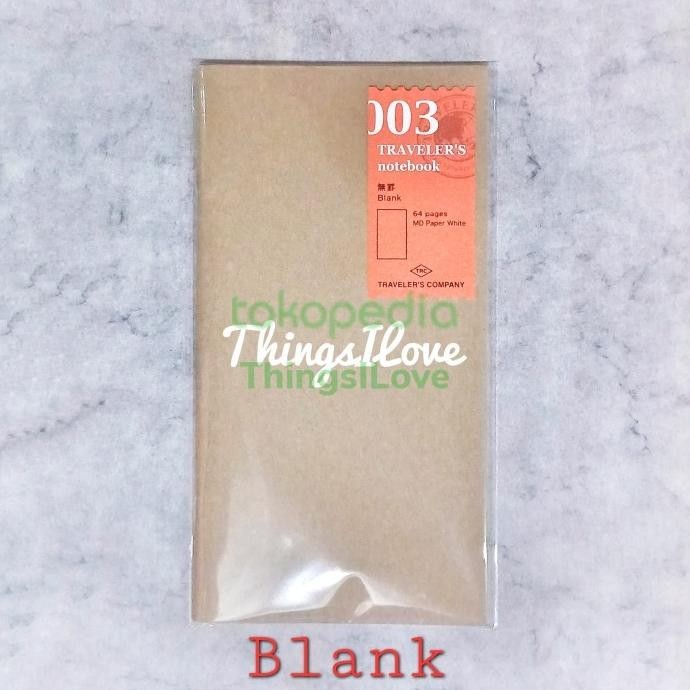 003
TRAVELER'S
notebook
無罫
Blank
64 pages
MD Paper White
TRC
TRAVELER'S COMPANY
tokopedia
ThingsILove
ThingsILove
Blank